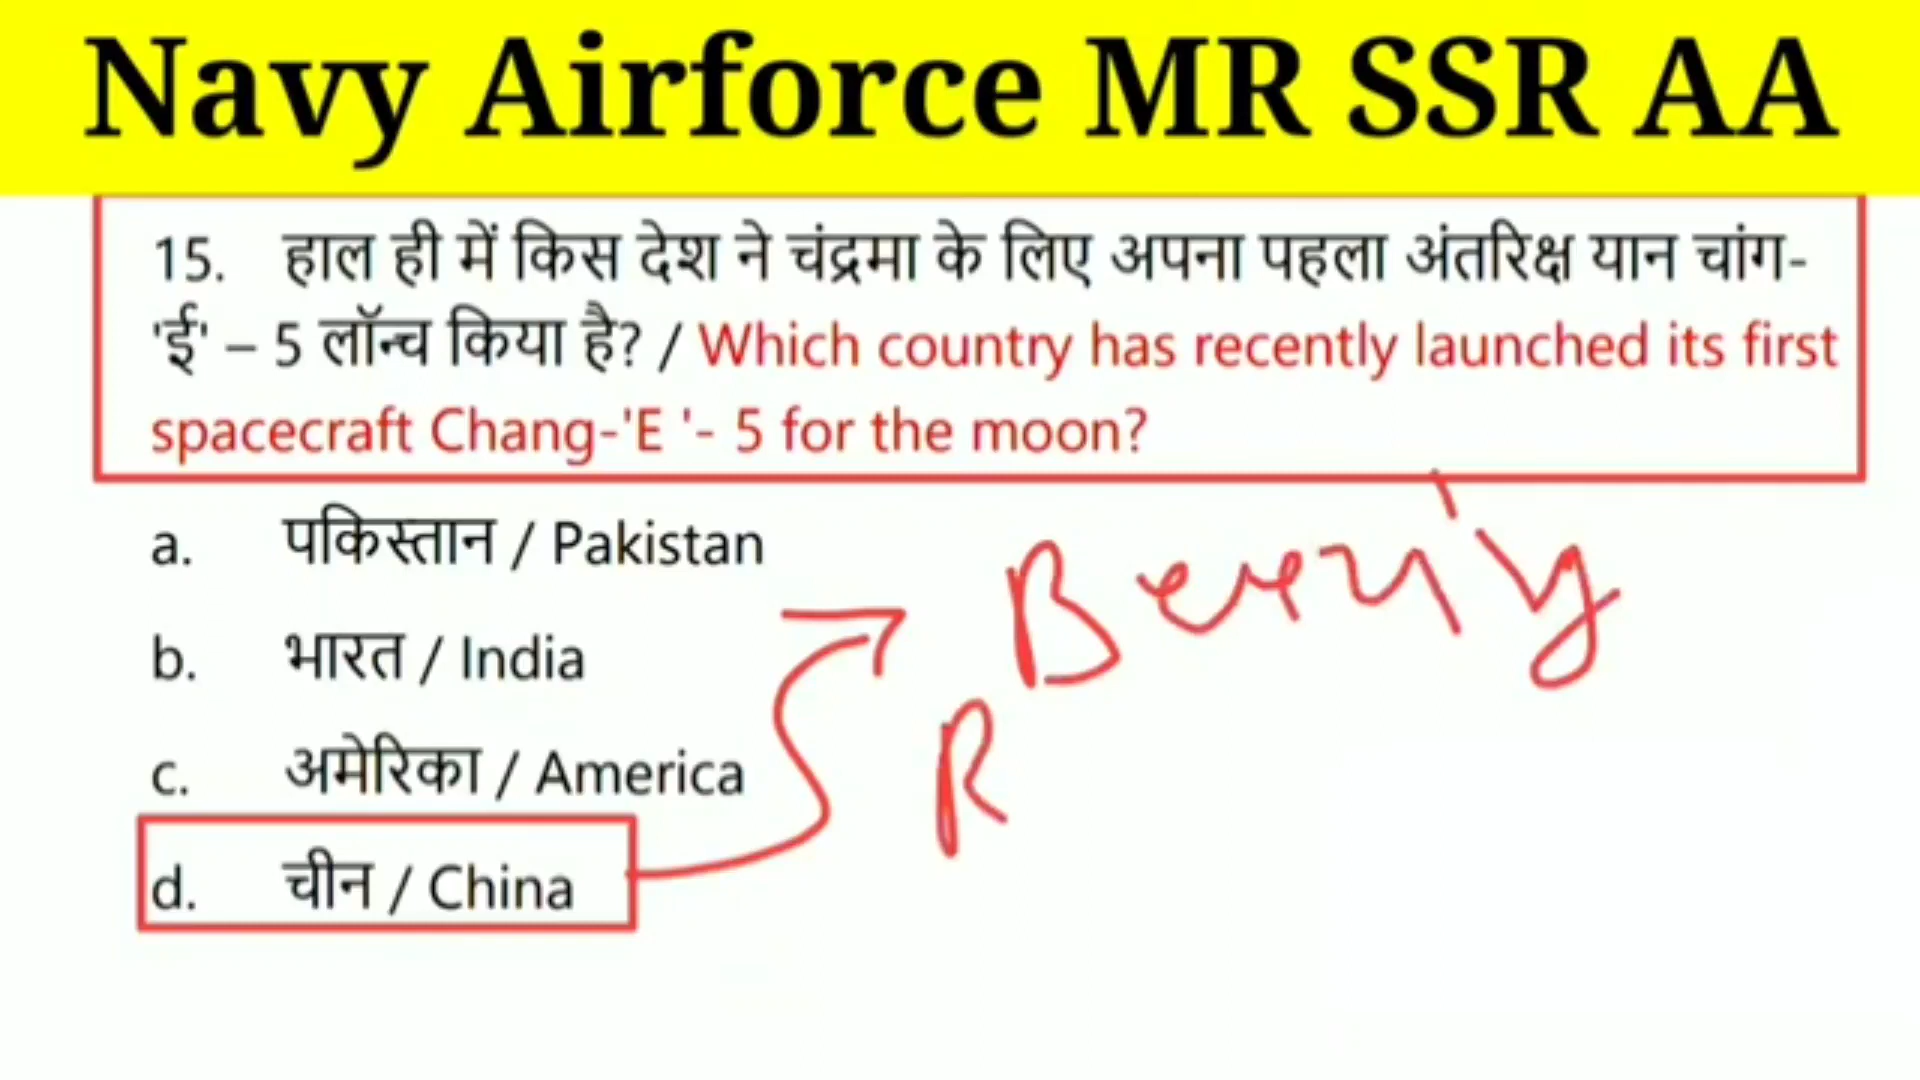 Navy Airforce MR SSR AA
15. हाल ही में किस देश ने चंद्रमा के लिए अपना पहला अंतरिक्ष यान चांग-
'ई' – 5 लॉन्च किया है? / Which country has recently launched its first
spacecraft Chang-'E '- 5 for the moon?
a. पकिस्तान / Pakistan
b. भारत / India
c. अमेरिका / America
d. चीन / China
R